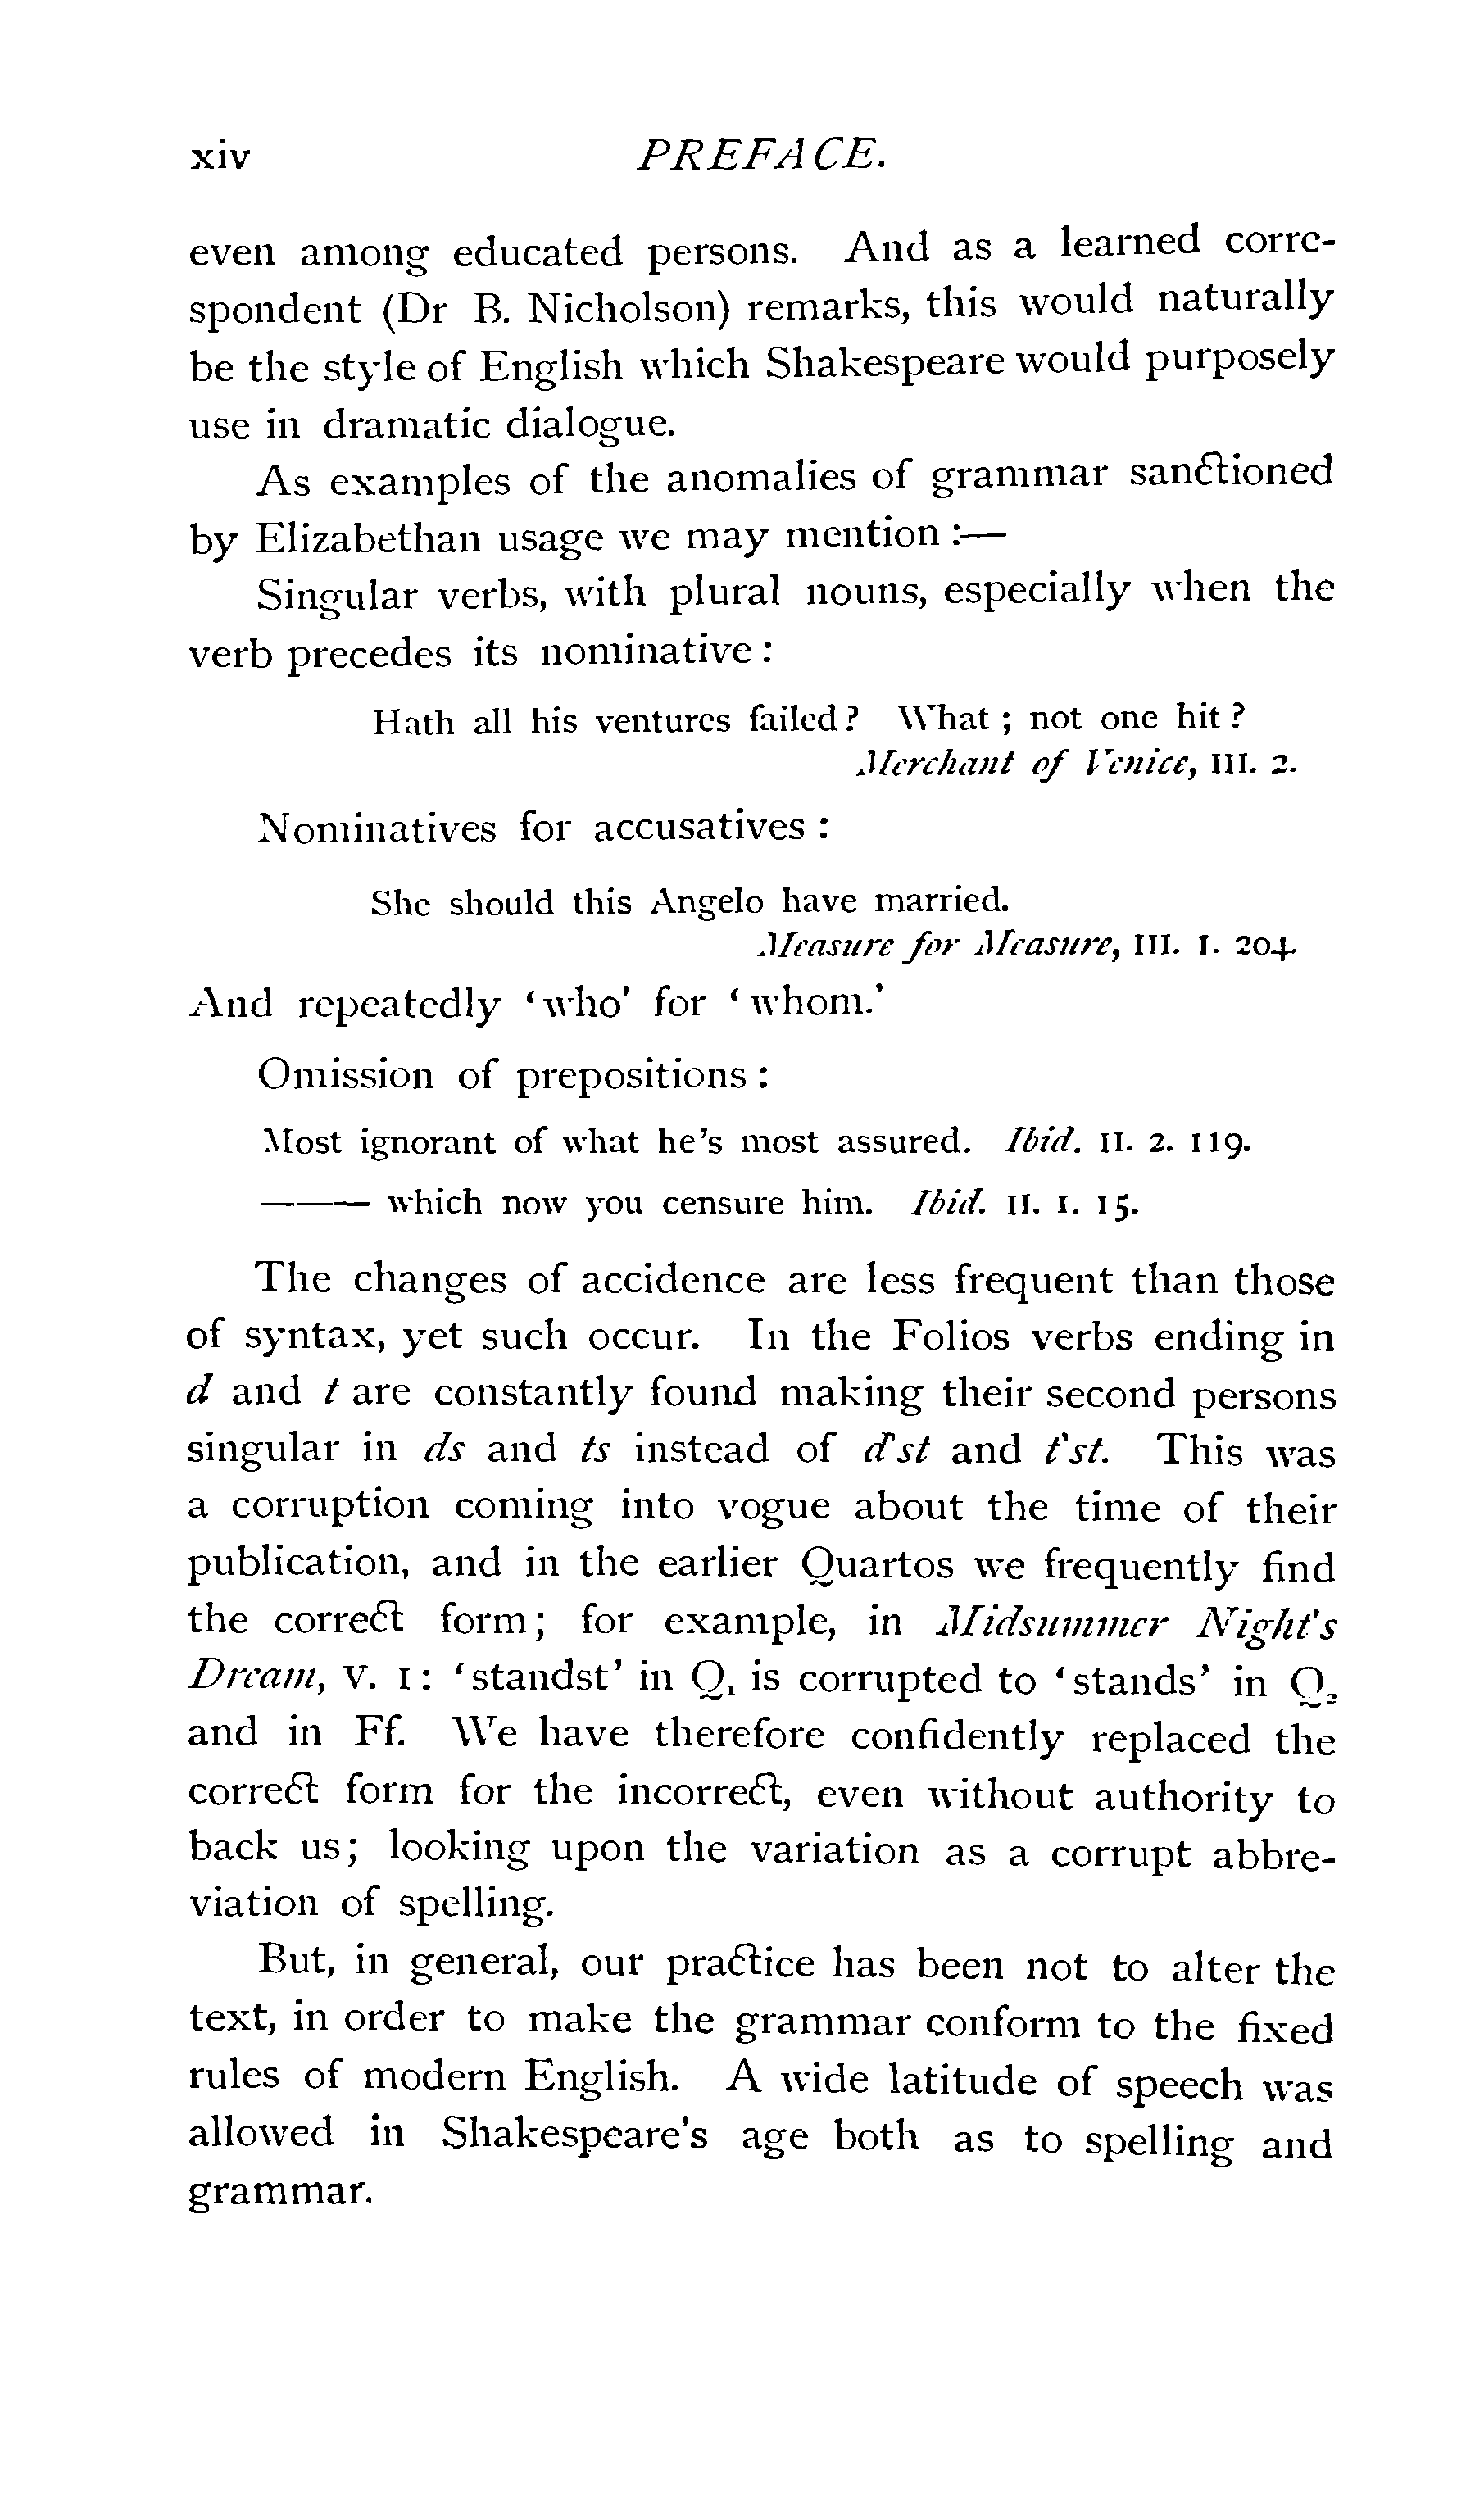 xiv PREFACE.
even among educated persons. And as a learned corre-
spondent (Dr B. Nicholson) remarks, this would naturally
be the style of English which Shakespeare would purposely
use in dramatic dialogue.
As examples of the anomalies of grammar sanctioned
by Elizabethan usage we may mention :—
Singular verbs, with plural nouns, especially when the
verb precedes its nominative :
Hath all his ventures failed? What ; not one hit ?
Merchant of Venice, III. 2.
Nominatives for accusatives :
She should this Angelo have married.
Measure for Measure, III. 1. 204.
And repeatedly ‘who’ for ‘whom.’
Omission of prepositions :
Most ignorant of what he's most assured. Ibid. II. 2. 119.
——— which now you censure him. Ibid. II. 1. 15.
The changes of accidence are less frequent than those
of syntax, yet such occur. In the Folios verbs ending in
d and t are constantly found making their second persons
singular in ds and ts instead of d'st and t'st. This was
a corruption coming into vogue about the time of their
publication, and in the earlier Quartos we frequently find
the correct form; for example, in Midsummer Night's
Dream, V. 1 : ‘standst’ in Q₁ is corrupted to ‘stands’ in Q₂
and in Ff. We have therefore confidently replaced the
correct form for the incorrect, even without authority to
back us; looking upon the variation as a corrupt abbre-
viation of spelling.
But, in general, our practice has been not to alter the
text, in order to make the grammar conform to the fixed
rules of modern English. A wide latitude of speech was
allowed in Shakespeare's age both as to spelling and
grammar.